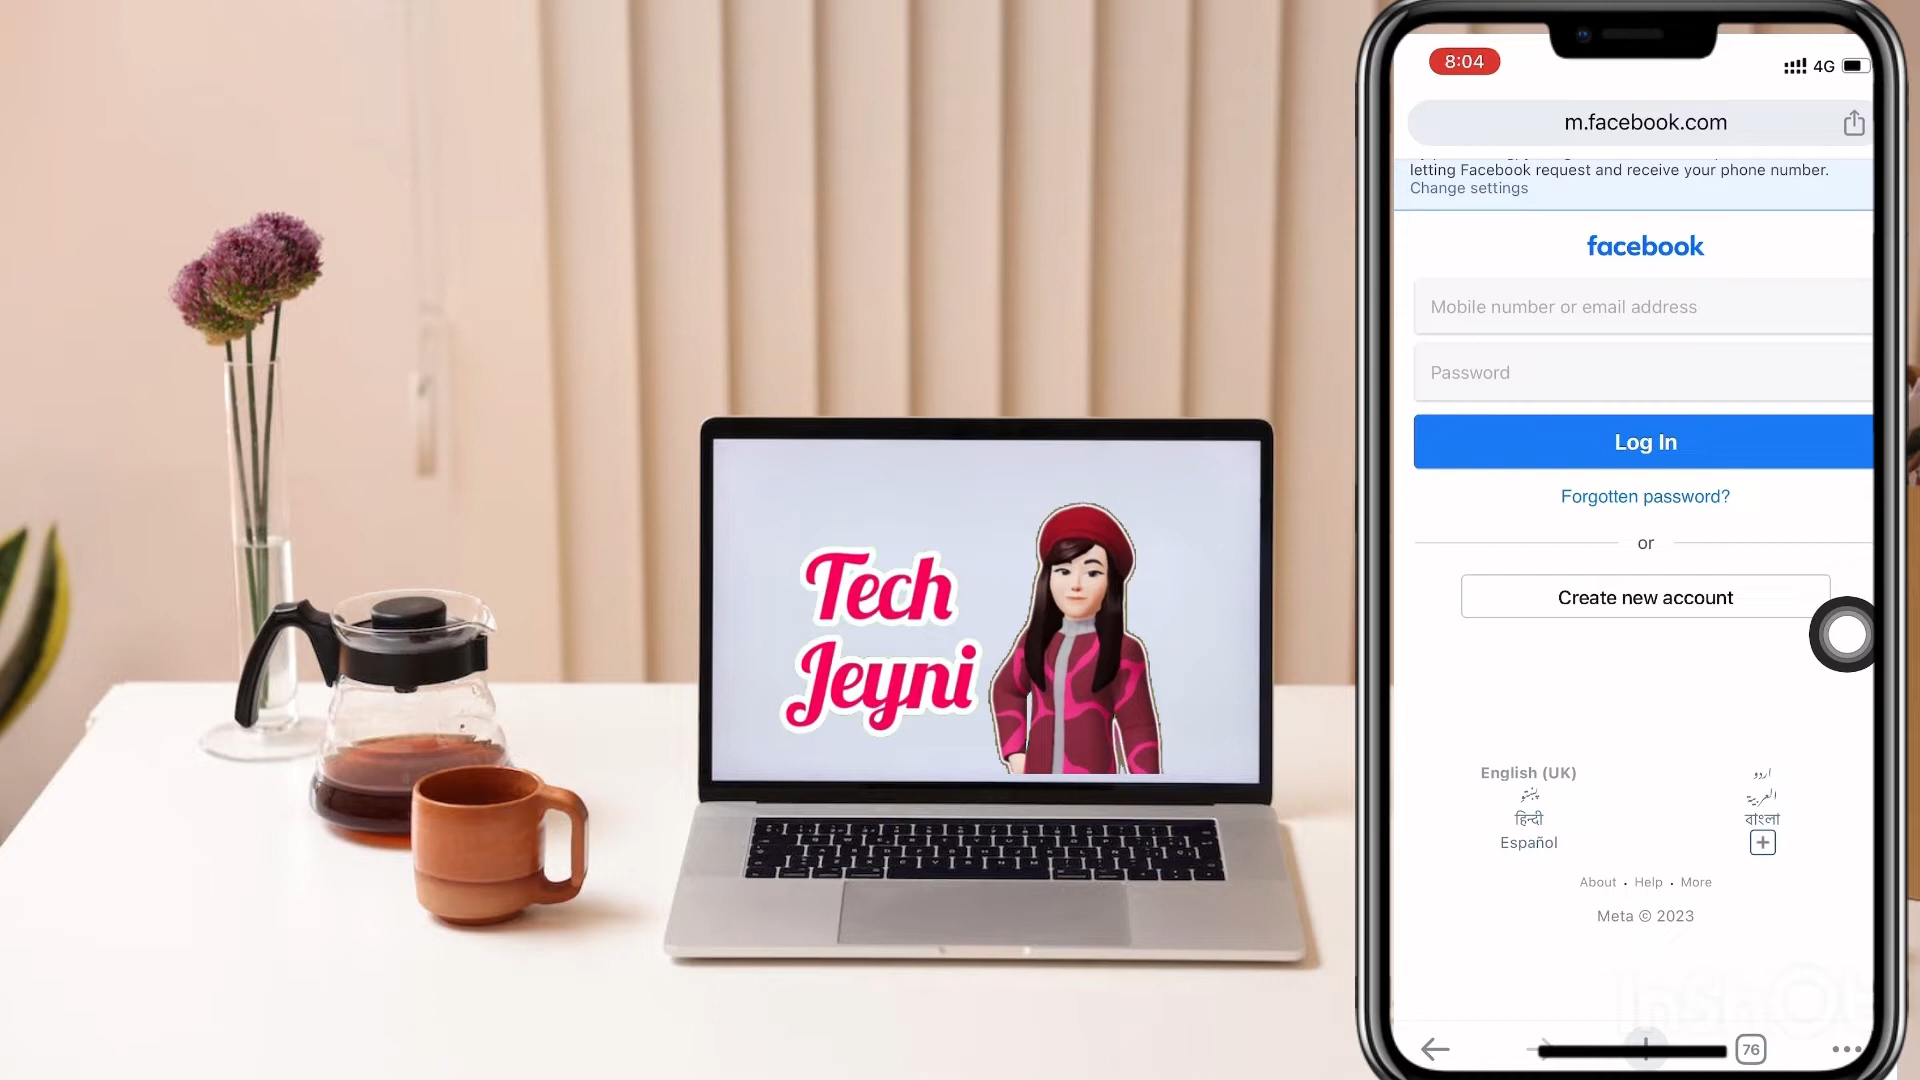 Tech
Jeyni
8:04
4G
m.facebook.com
letting Facebook request and receive your phone number.
Change settings
facebook
Mobile number or email address
Password
Log In
Forgotten password?
or
Create new account
English (UK)
اردو
پښتو
العربية
हिन्दी
বাংলা
Español
About · Help · More
Meta © 2023
InShot
76